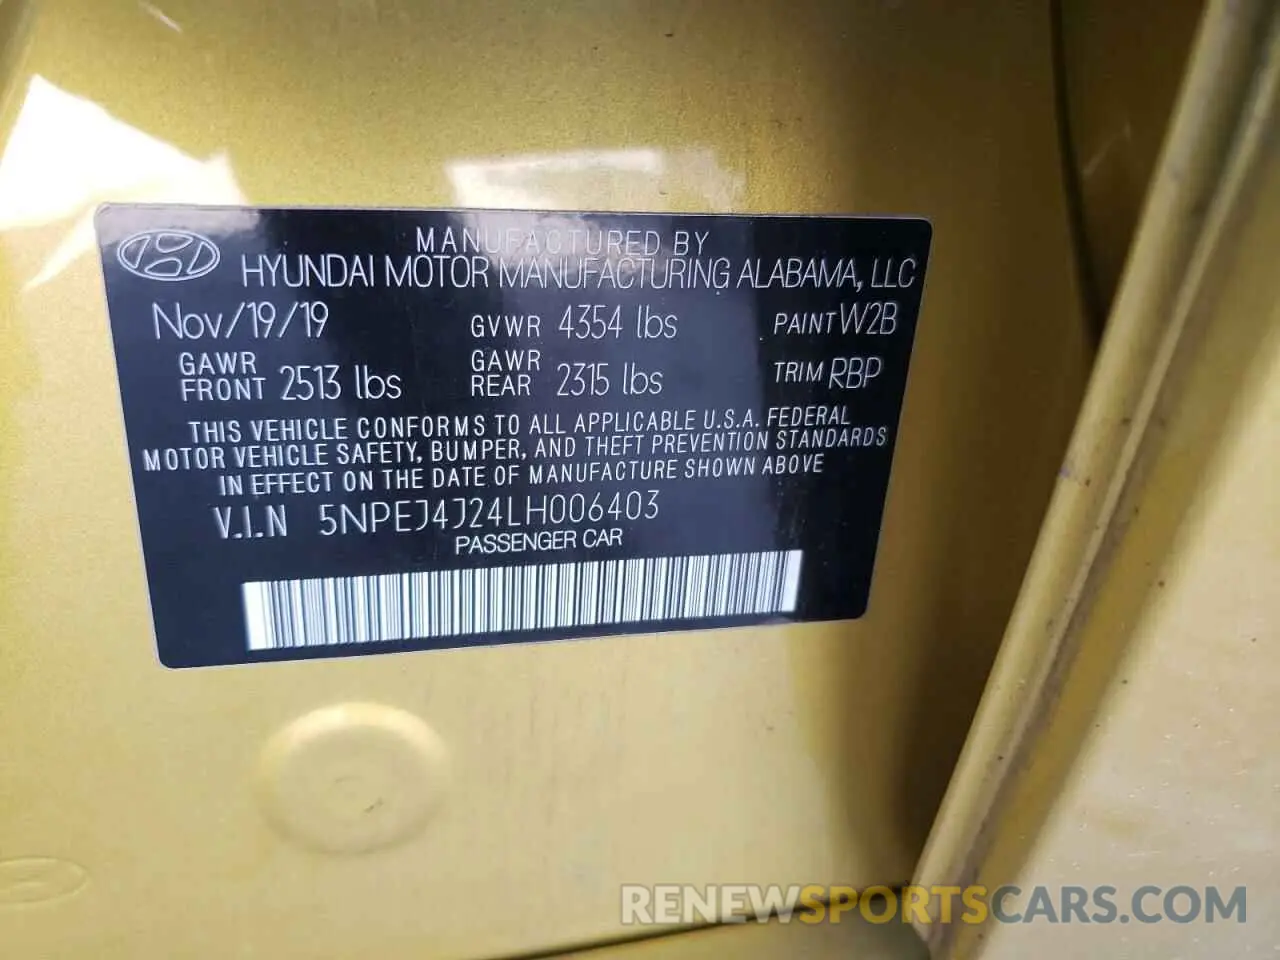 MANUFACTURED BY
HYUNDAI MOTOR MANUFACTURING ALABAMA, LLC
Nov/19/19 GVWR 4354 lbs PAINT W2B
GAWR FRONT 2513 lbs GAWR REAR 2315 lbs TRIM RBP
THIS VEHICLE CONFORMS TO ALL APPLICABLE U.S.A. FEDERAL
MOTOR VEHICLE SAFETY, BUMPER, AND THEFT PREVENTION STANDARDS
IN EFFECT ON THE DATE OF MANUFACTURE SHOWN ABOVE
V.I.N 5NPEJ4J24LH006403
PASSENGER CAR
RENEWSPORTSCARS.COM